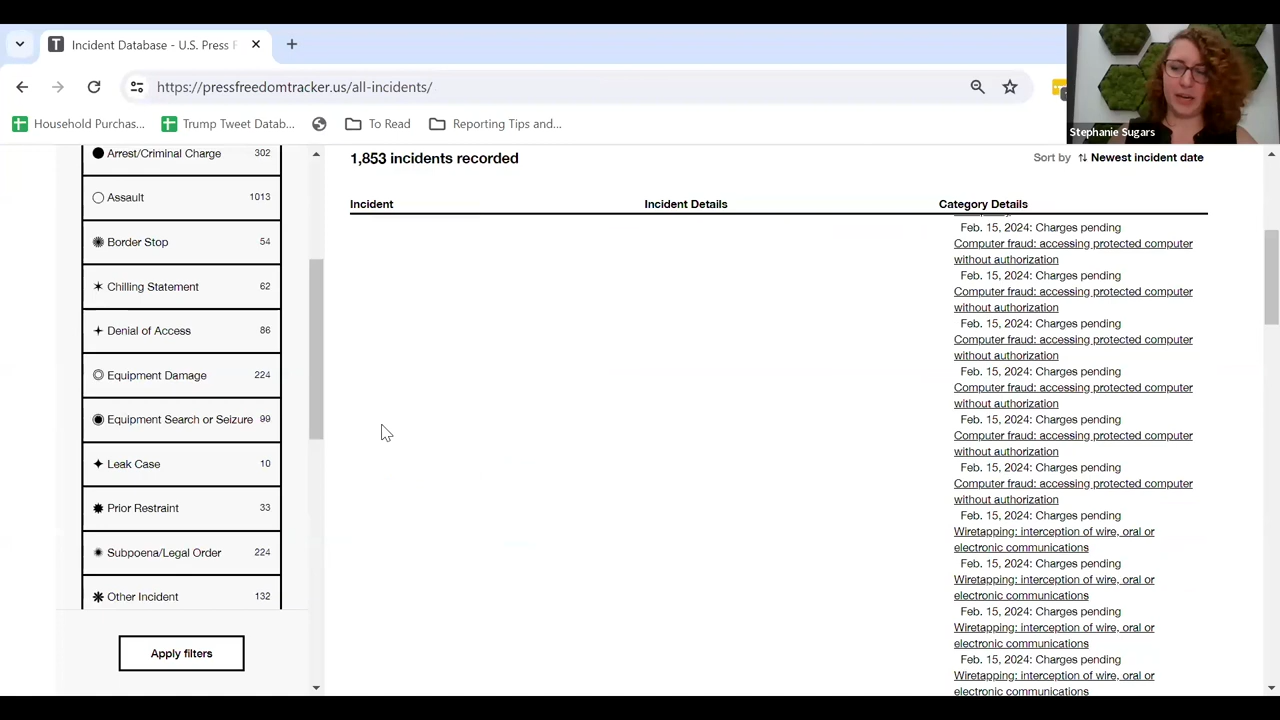 Incident Database - U.S. Press F
https://pressfreedomtracker.us/all-incidents/
Household Purchas...
Trump Tweet Datab...
To Read
Reporting Tips and...
Stephanie Sugars
Arrest/Criminal Charge 302
Assault 1013
Border Stop 54
Chilling Statement 62
Denial of Access 86
Equipment Damage 224
Equipment Search or Seizure 99
Leak Case 10
Prior Restraint 33
Subpoena/Legal Order 224
Other Incident 132
Apply filters
1,853 incidents recorded
Sort by Newest incident date
Incident Incident Details Category Details
Feb. 15, 2024: Charges pending
Computer fraud: accessing protected computer
without authorization
Feb. 15, 2024: Charges pending
Computer fraud: accessing protected computer
without authorization
Feb. 15, 2024: Charges pending
Computer fraud: accessing protected computer
without authorization
Feb. 15, 2024: Charges pending
Computer fraud: accessing protected computer
without authorization
Feb. 15, 2024: Charges pending
Computer fraud: accessing protected computer
without authorization
Feb. 15, 2024: Charges pending
Computer fraud: accessing protected computer
without authorization
Feb. 15, 2024: Charges pending
Wiretapping: interception of wire, oral or
electronic communications
Feb. 15, 2024: Charges pending
Wiretapping: interception of wire, oral or
electronic communications
Feb. 15, 2024: Charges pending
Wiretapping: interception of wire, oral or
electronic communications
Feb. 15, 2024: Charges pending
Wiretapping: interception of wire, oral or
electronic communications